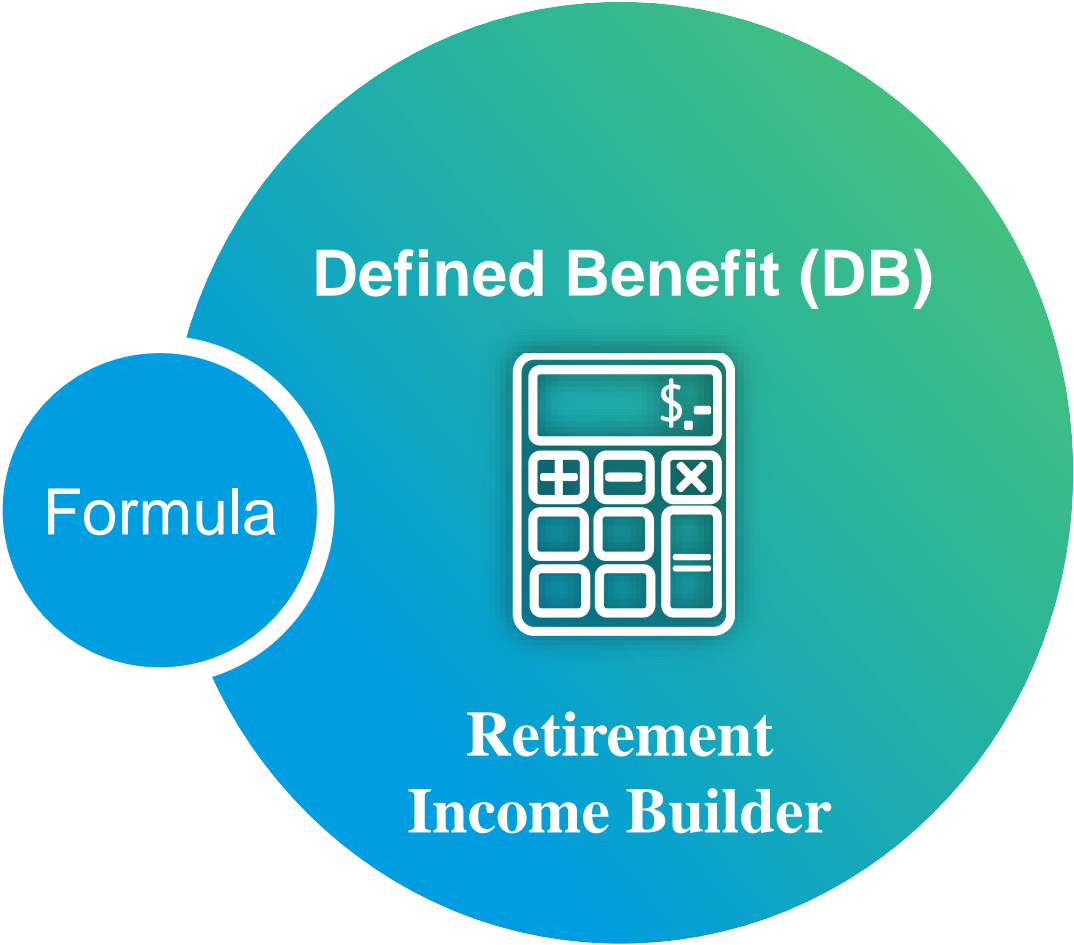 Defined Benefit (DB)
$.-
Formula
Retirement
Income Builder